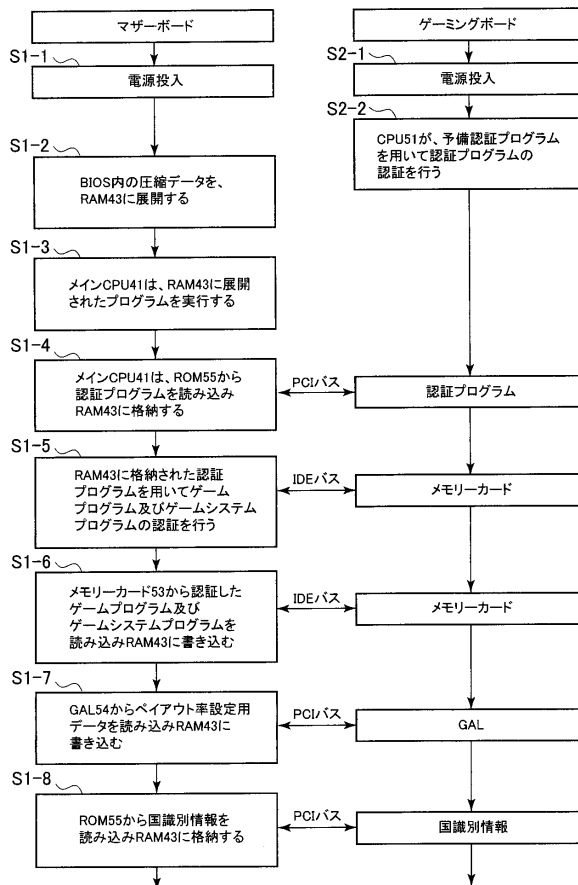 マザーボード
ゲーミングボード
S1-1
電源投入
S2-1
電源投入
S2-2
CPU51が、予備認証プログラム
を用いて認証プログラムの
認証を行う
S1-2
BIOS内の圧縮データを、
RAM43に展開する
S1-3
メインCPU41は、RAM43に展開
されたプログラムを実行する
S1-4
メインCPU41は、ROM55から
認証プログラムを読み込み
RAM43に格納する
PCIバス
認証プログラム
S1-5
RAM43に格納された認証
プログラムを用いてゲーム
プログラム及びゲームシステム
プログラムの認証を行う
IDEバス
メモリーカード
S1-6
メモリーカード53から認証した
ゲームプログラム及び
ゲームシステムプログラムを
読み込みRAM43に書き込む
IDEバス
メモリーカード
S1-7
GAL54からペイアウト率設定用
データを読み込みRAM43に
書き込む
PCIバス
GAL
S1-8
ROM55から国識別情報を
読み込みRAM43に格納する
PCIバス
国識別情報